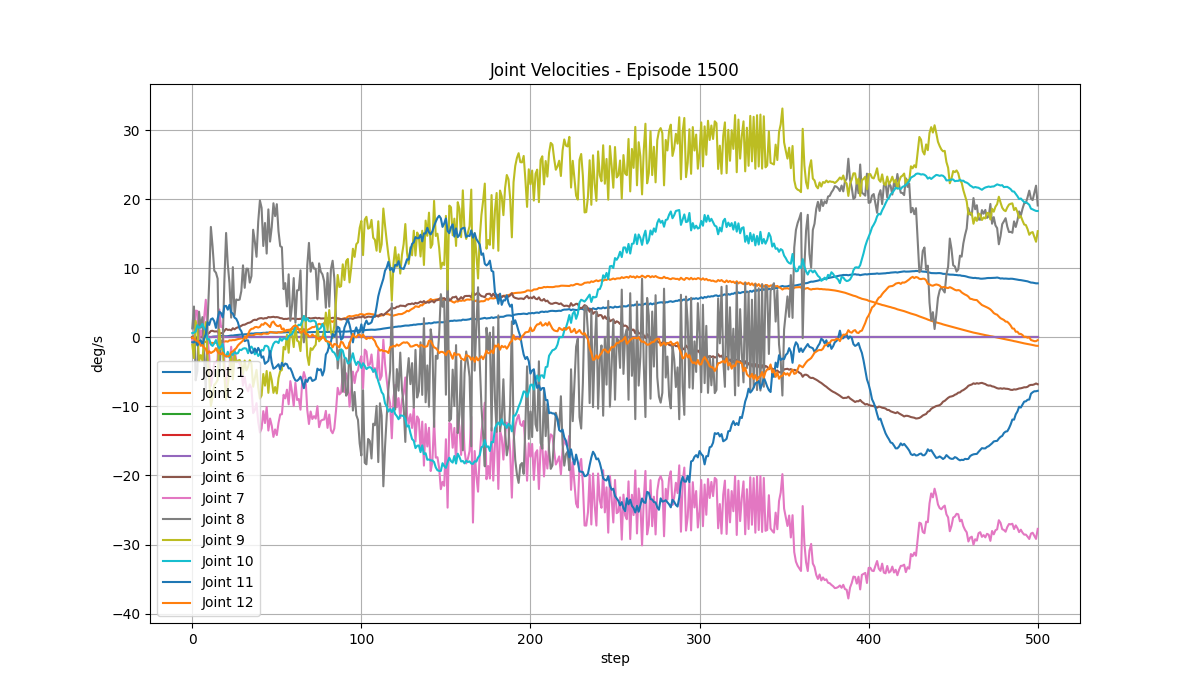 Joint Velocities - Episode 1500
deg/s
30
20
10
0
−10
−20
−30
−40
Joint 1
Joint 2
Joint 3
Joint 4
Joint 5
Joint 6
Joint 7
Joint 8
Joint 9
Joint 10
Joint 11
Joint 12
0
100
200
300
400
500
step